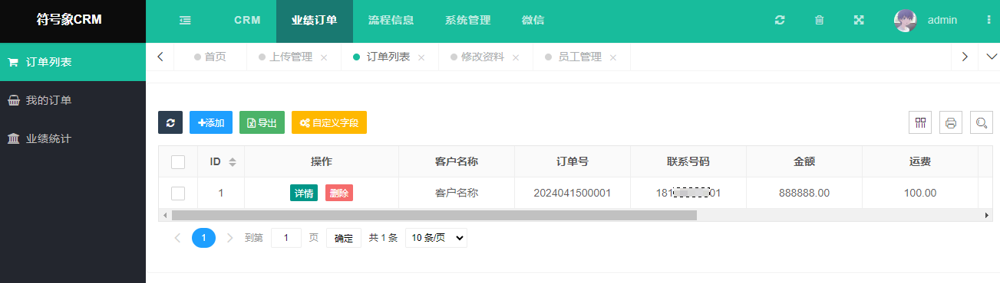 符号象CRM
CRM 业绩订单 流程信息 系统管理 微信 admin
订单列表
我的订单
业绩统计
首页 上传管理 订单列表 修改资料 员工管理
添加 导出 自定义字段
ID 操作 客户名称 订单号 联系号码 金额 运费
1 详情 删除 客户名称 2024041500001 181 01 888888.00 100.00
1 到第 1 页 确定 共 1 条 10 条/页